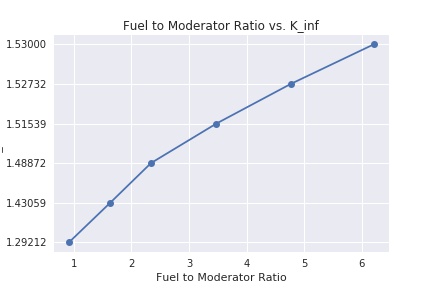 Fuel to Moderator Ratio vs. K_inf
1.53000
1.52732
1.51539
1.48872
1.43059
1.29212
1 2 3 4 5 6
Fuel to Moderator Ratio